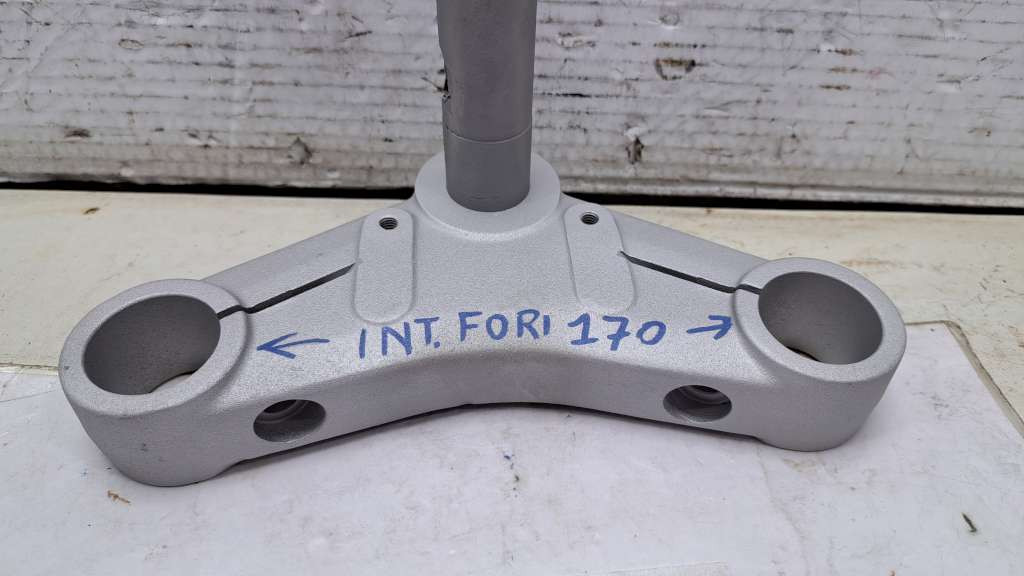 ← INT. FORI 170 →